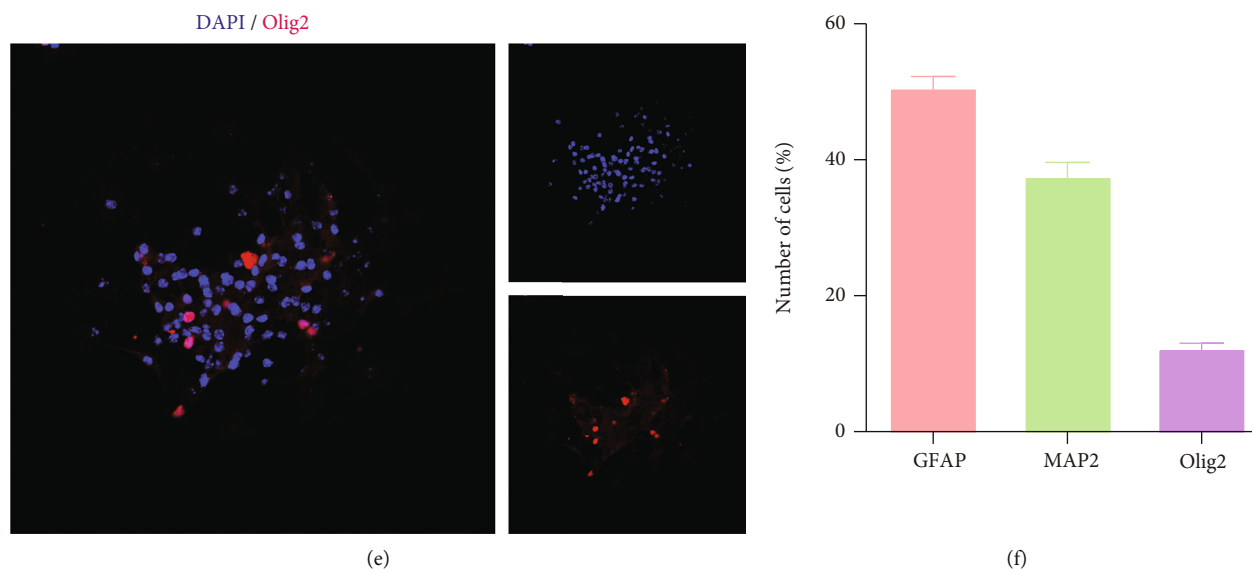 DAPI / Olig2
(e)
Number of cells (%)
60
40
20
0
GFAP
MAP2
Olig2
(f)